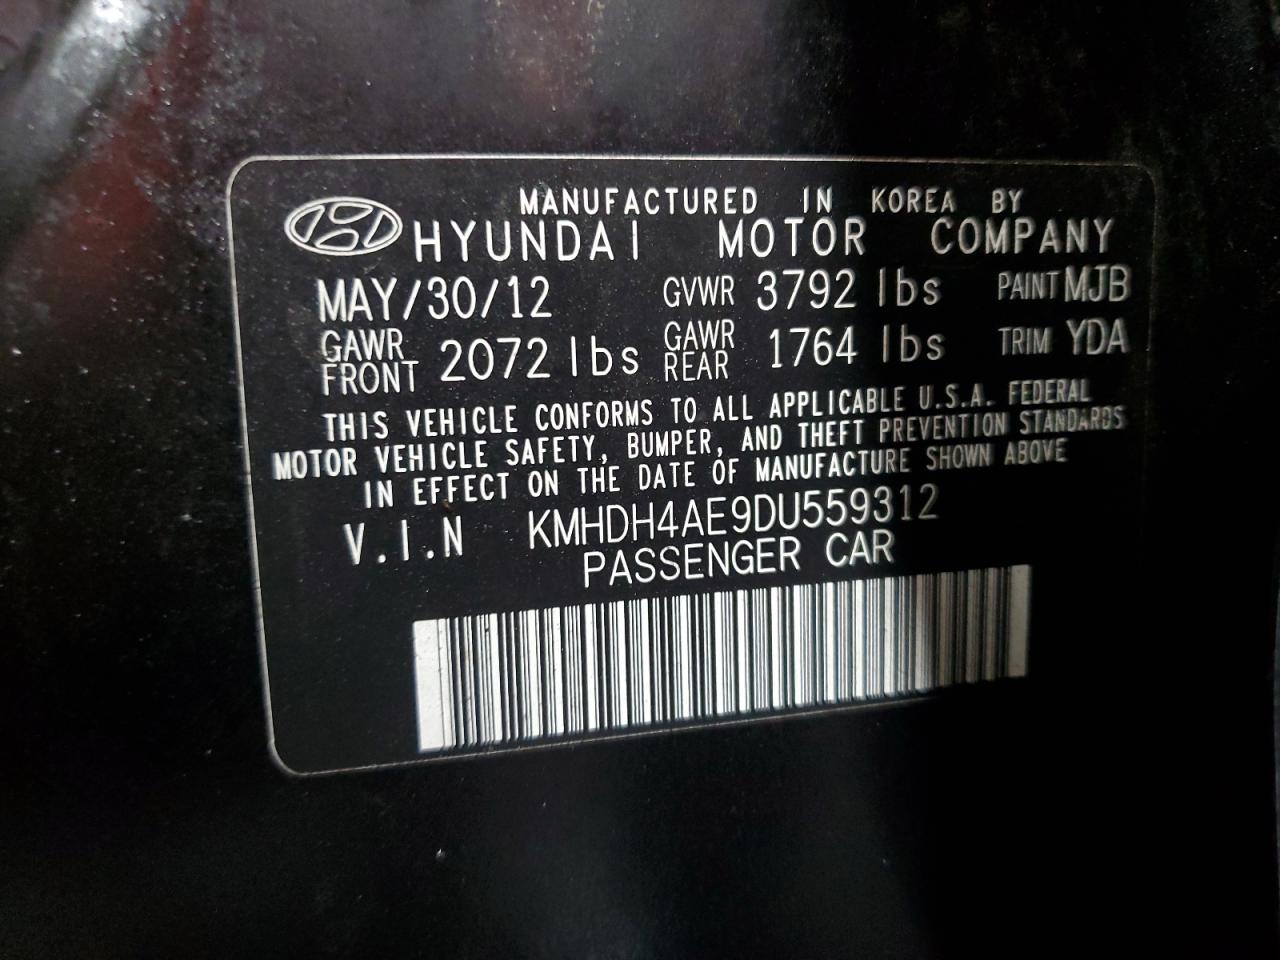 MANUFACTURED IN KOREA BY
HYUNDAI MOTOR COMPANY
MAY/30/12 GVWR 3792 lbs PAINT MJB
GAWR FRONT 2072 lbs GAWR REAR 1764 lbs TRIM YDA
THIS VEHICLE CONFORMS TO ALL APPLICABLE U.S.A. FEDERAL
MOTOR VEHICLE SAFETY, BUMPER, AND THEFT PREVENTION STANDARDS
IN EFFECT ON THE DATE OF MANUFACTURE SHOWN ABOVE
V.I.N KMHDH4AE9DU559312
PASSENGER CAR